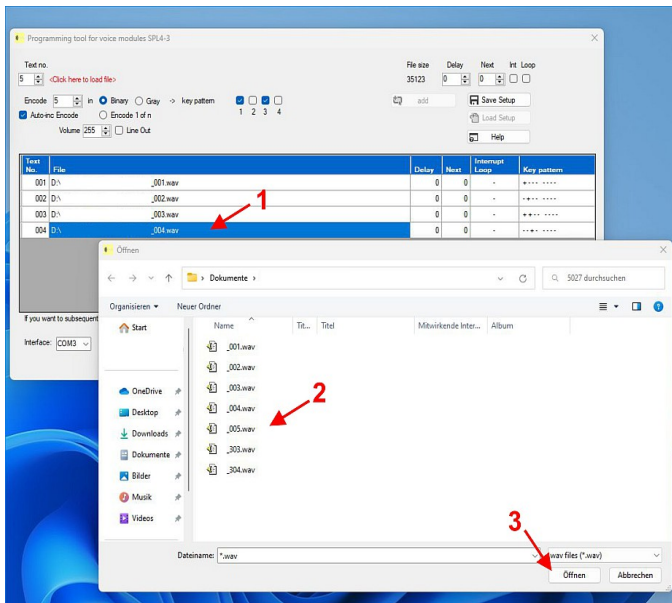 Programming tool for voice modules SPL4-3
Text no.
File size Delay Next Int Loop
5 <Click here to load file> 35123 0 0
Encode 5 in Binary Gray -> key pattern
add Save Setup
Auto-inc Encode Encode 1 of n 1 2 3 4
Load Setup
Volume 255 Line Out
Help
Text No. File Delay Next Interrupt Loop Key pattern
001 D:\ _001.wav 0 0 - +--- ----
002 D:\ _002.wav 0 0 - -+-- ----
003 D:\ _003.wav 0 0 - ++-- ----
004 D:\ _004.wav 0 0 - --+- ----
1
Öffnen
Dokumente
5027 durchsuchen
Organisieren Neuer Ordner
If you want to subsequent
Interface: COM3
Start
OneDrive
Desktop
Downloads
Dokumente
Bilder
Musik
Videos
Name Tit... Titel Mitwirkende Inter... Album
_001.wav
_002.wav
_003.wav
_004.wav
_005.wav
_303.wav
_304.wav
2
3
Dateiname: *.wav wav files (*.wav)
Öffnen Abbrechen